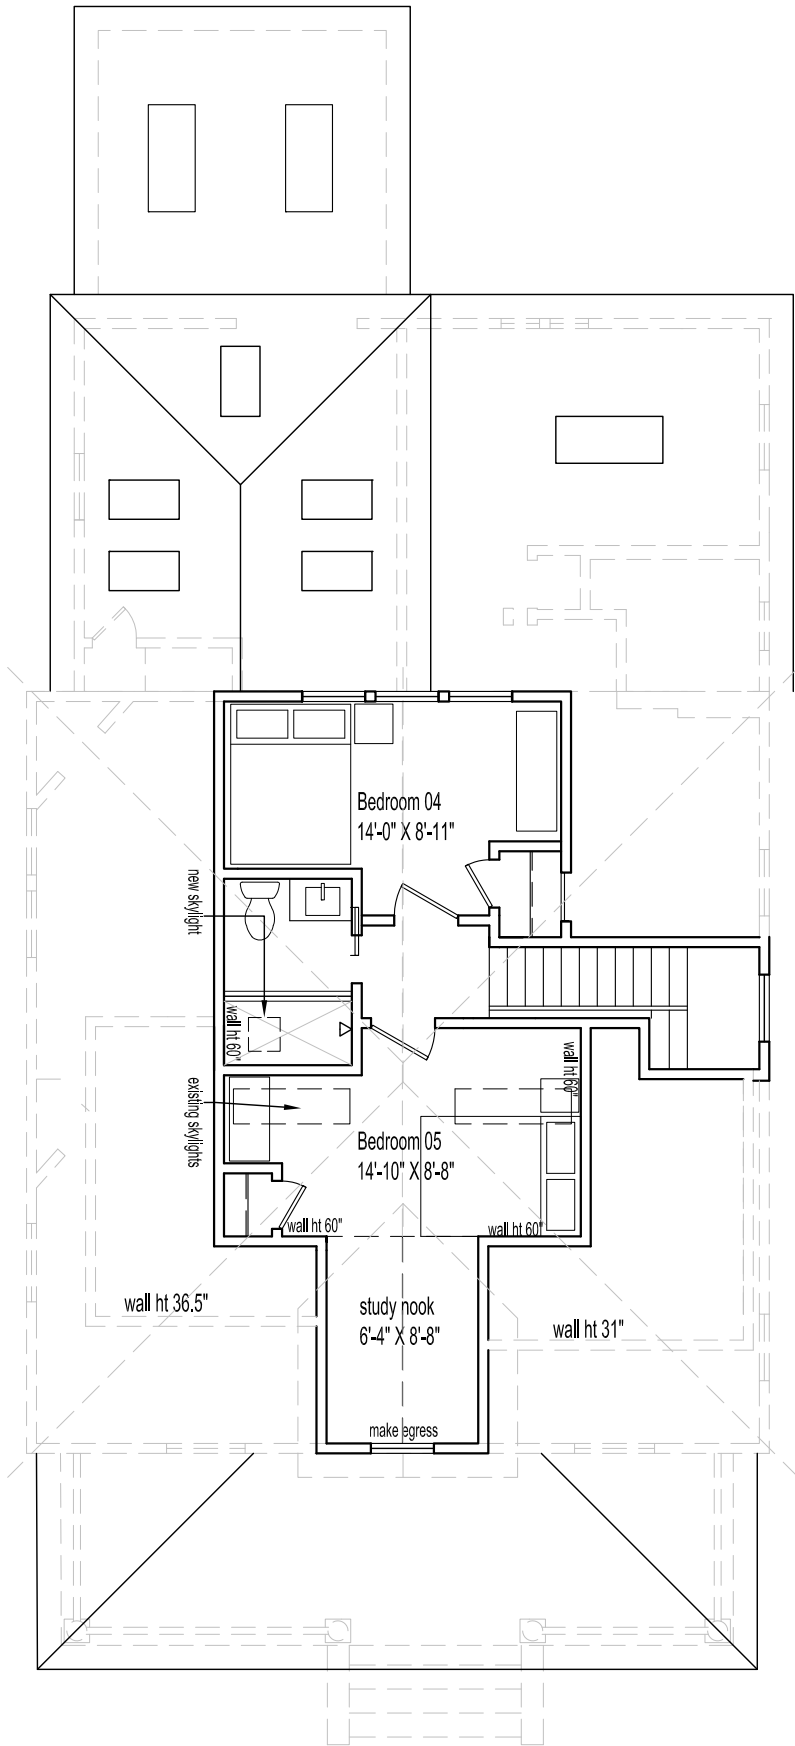 Bedroom 04
14'-0" X 8'-11"
new skylight
wall ht 60"
wall ht 60"
existing skylights
Bedroom 05
14'-10" X 8'-8"
wall ht 60"
wall ht 60"
wall ht 36.5"
study nook
6'-4" X 8'-8"
wall ht 31"
make egress